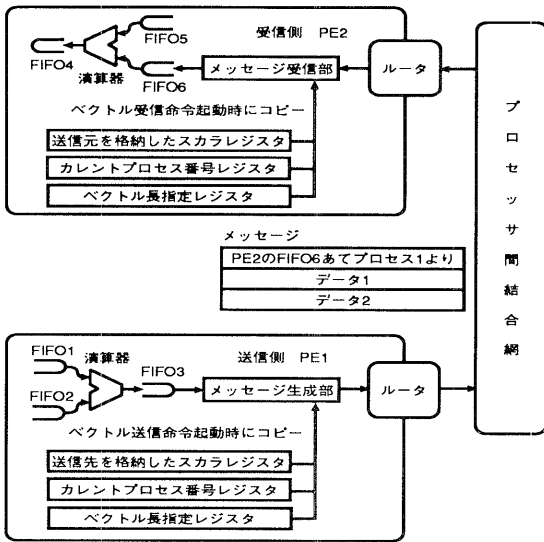 受信側 PE2
FIFO5
FIFO4
演算器
FIFO6
メッセージ受信部
ルータ
ベクトル受信命令起動時にコピー
送信元を格納したスカラレジスタ
カレントプロセス番号レジスタ
ベクトル長指定レジスタ
プロセッサ間結合網
メッセージ
PE2のFIFO6あてプロセス1より
データ1
データ2
送信側 PE1
FIFO1
演算器
FIFO3
FIFO2
メッセージ生成部
ルータ
ベクトル送信命令起動時にコピー
送信先を格納したスカラレジスタ
カレントプロセス番号レジスタ
ベクトル長指定レジスタ